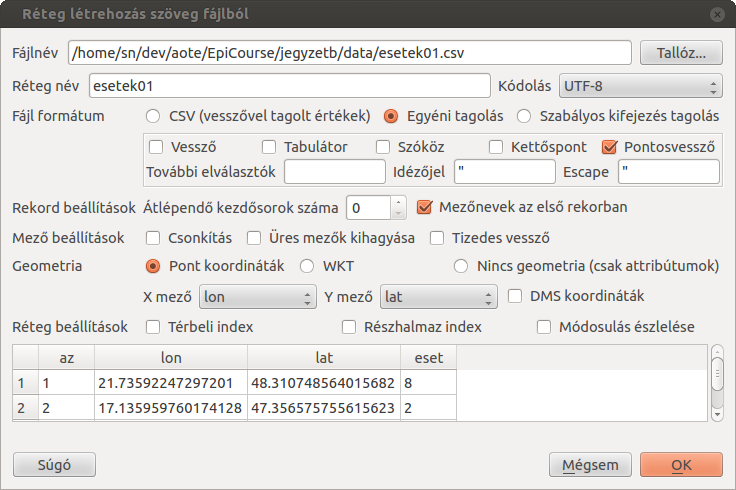 Réteg létrehozás szöveg fájlból
Fájlnév /home/sn/dev/aote/EpiCourse/jegyzetb/data/esetek01.csv Tallóz...
Réteg név esetek01 Kódolás UTF-8
Fájl formátum CSV (vesszővel tagolt értékek) Egyéni tagolás Szabályos kifejezés tagolás
Vessző Tabulátor Szóköz Kettőspont Pontosvessző
További elválasztók Idézőjel " Escape "
Rekord beállítások Átlépendő kezdősorok száma 0 Mezőnevek az első rekorban
Mező beállítások Csonkítás Üres mezők kihagyása Tizedes vessző
Geometria Pont koordináták WKT Nincs geometria (csak attribútumok)
X mező lon Y mező lat DMS koordináták
Réteg beállítások Térbeli index Részhalmaz index Módosulás észlelése
az lon lat eset
1 1 21.73592247297201 48.310748564015682 8
2 2 17.135959760174128 47.356575755615623 2
Súgó Mégsem OK